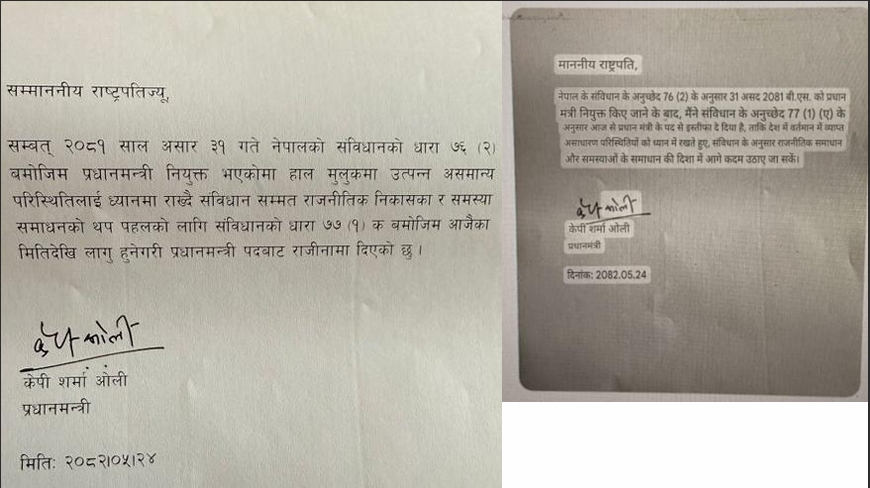 सम्माननीय राष्ट्रपतिज्यू,
सम्बत् २०८१ साल असार ३१ गते नेपालको संविधानको धारा ७६ (२)
बमोजिम प्रधानमन्त्री नियुक्त भएकोमा हाल मुलुकमा उत्पन्न असमान्य
परिस्थितिलाई ध्यानमा राख्दै संविधान सम्मत राजनीतिक निकासका र समस्या
समाधनको थप पहलको लागि संविधानको धारा ७७ (१) क बमोजिम आजैका
मितिदेखि लागु हुनेगरी प्रधानमन्त्री पदबाट राजीनामा दिएको छु ।
के पी ओली
केपी शर्मा ओली
प्रधानमन्त्री
मितिः २०८२।०५।२४
माननीय राष्ट्रपति,
नेपाल के संविधान के अनुच्छेद 76 (2) के अनुसार 31 असद 2081 बी.एस. को प्रधान
मंत्री नियुक्त किए जाने के बाद, मैंने संविधान के अनुच्छेद 77 (1) (ए) के
अनुसार आज से प्रधान मंत्री के पद से इस्तीफा दे दिया है, ताकि देश में वर्तमान में व्याप्त
असाधारण परिस्थितियों को ध्यान में रखते हुए, संविधान के अनुसार राजनीतिक समाधान
और समस्याओं के समाधान की दिशा में आगे कदम उठाए जा सकें।
के पी ओली
केपी शर्मा ओली
प्रधानमंत्री
दिनांक: 2082.05.24